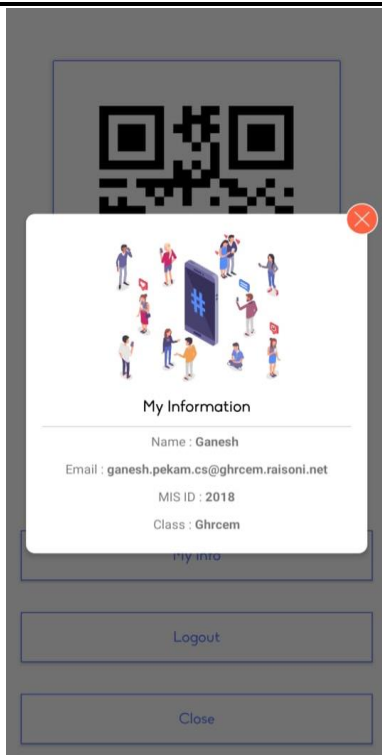 #
My Information
Name : Ganesh
Email : ganesh.pekam.cs@ghrcem.raisoni.net
MIS ID : 2018
Class : Ghrcem
My Info
Logout
Close